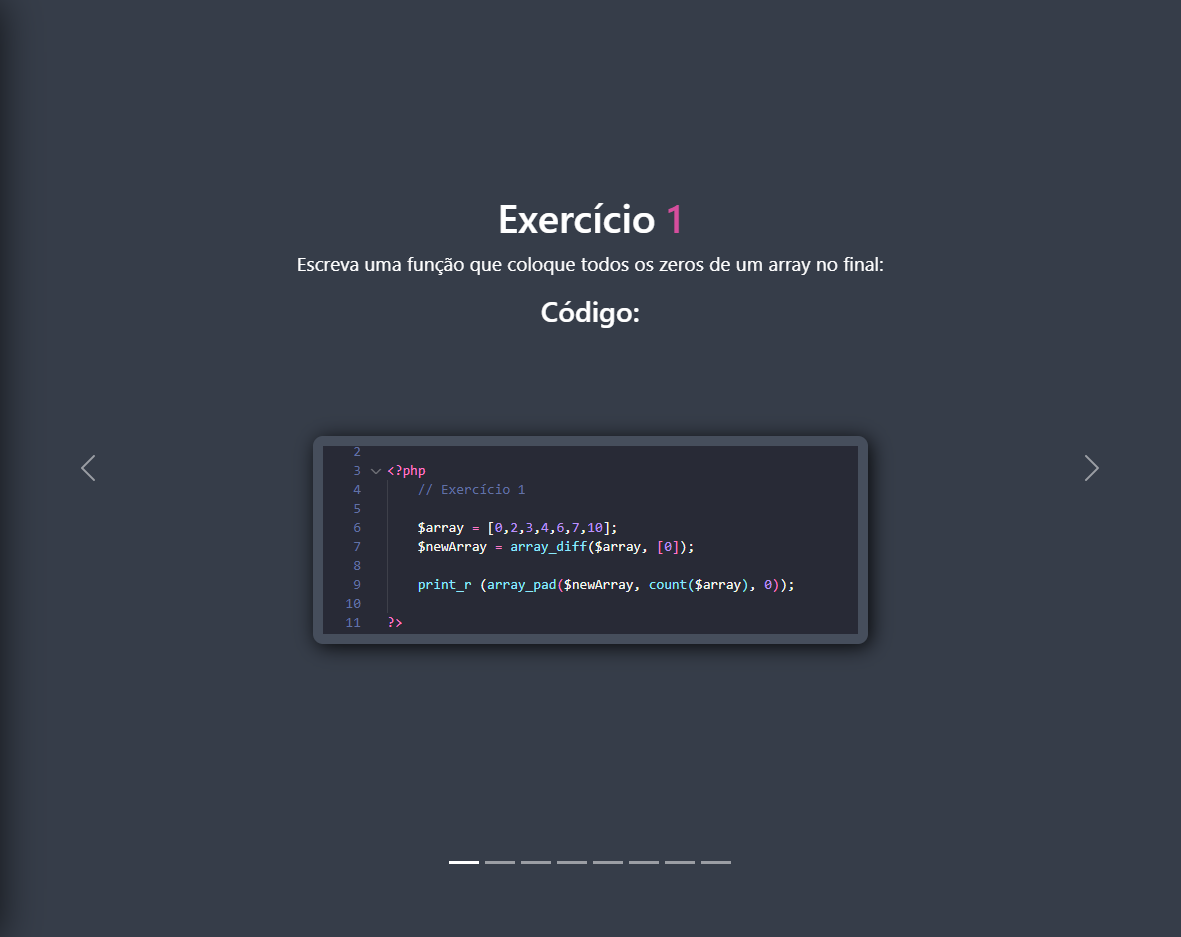 Exercício 1
Escreva uma função que coloque todos os zeros de um array no final:
Código:
2
3 <?php
4 // Exercício 1
5
6 $array = [0,2,3,4,6,7,10];
7 $newArray = array_diff($array, [0]);
8
9 print_r (array_pad($newArray, count($array), 0));
10
11 ?>